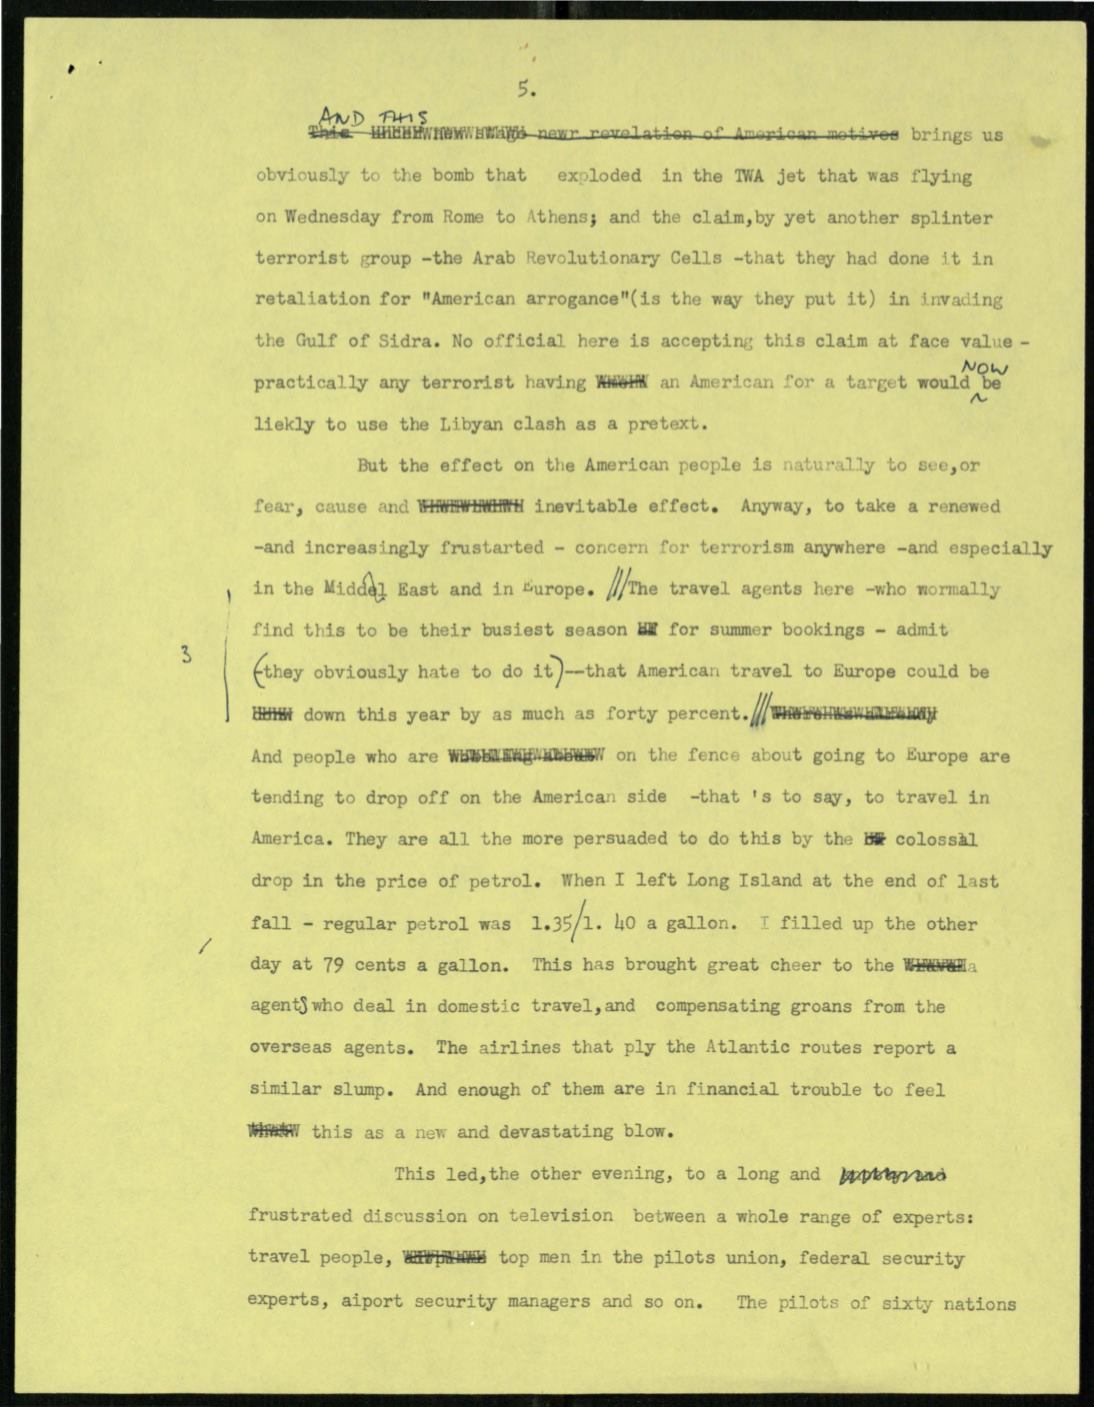 5.
AND THIS
This newr revelation of American motives brings us
obviously to the bomb that exploded in the TWA jet that was flying
on Wednesday from Rome to Athens; and the claim,by yet another splinter
terrorist group -the Arab Revolutionary Cells -that they had done it in
retaliation for "American arrogance"(is the way they put it) in invading
the Gulf of Sidra. No official here is accepting this claim at face value -
NOW
practically any terrorist having an American for a target would be
liekly to use the Libyan clash as a pretext.
But the effect on the American people is naturally to see,or
fear, cause and inevitable effect. Anyway, to take a renewed
-and increasingly frustarted - concern for terrorism anywhere -and especially
in the Middel East and in Europe. ///The travel agents here -who wormally
find this to be their busiest season for summer bookings - admit
3
(-they obviously hate to do it)--that American travel to Europe could be
down this year by as much as forty percent.///
And people who are on the fence about going to Europe are
tending to drop off on the American side -that 's to say, to travel in
America. They are all the more persuaded to do this by the colossal
drop in the price of petrol. When I left Long Island at the end of last
fall - regular petrol was 1.35/1. 40 a gallon. I filled up the other
day at 79 cents a gallon. This has brought great cheer to the a
agents who deal in domestic travel,and compensating groans from the
overseas agents. The airlines that ply the Atlantic routes report a
similar slump. And enough of them are in financial trouble to feel
this as a new and devastating blow.
This led,the other evening, to a long and
frustrated discussion on television between a whole range of experts:
travel people, top men in the pilots union, federal security
experts, aiport security managers and so on. The pilots of sixty nations